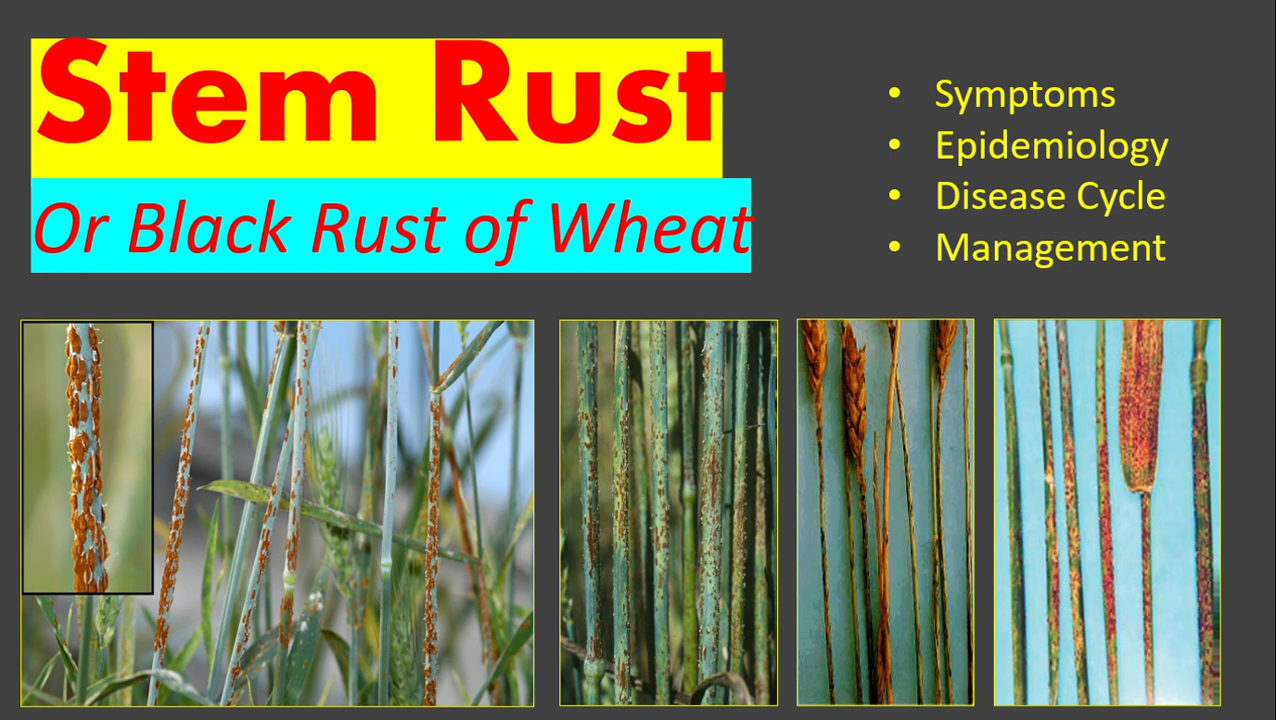 Stem Rust
Or Black Rust of Wheat
• Symptoms
• Epidemiology
• Disease Cycle
• Management